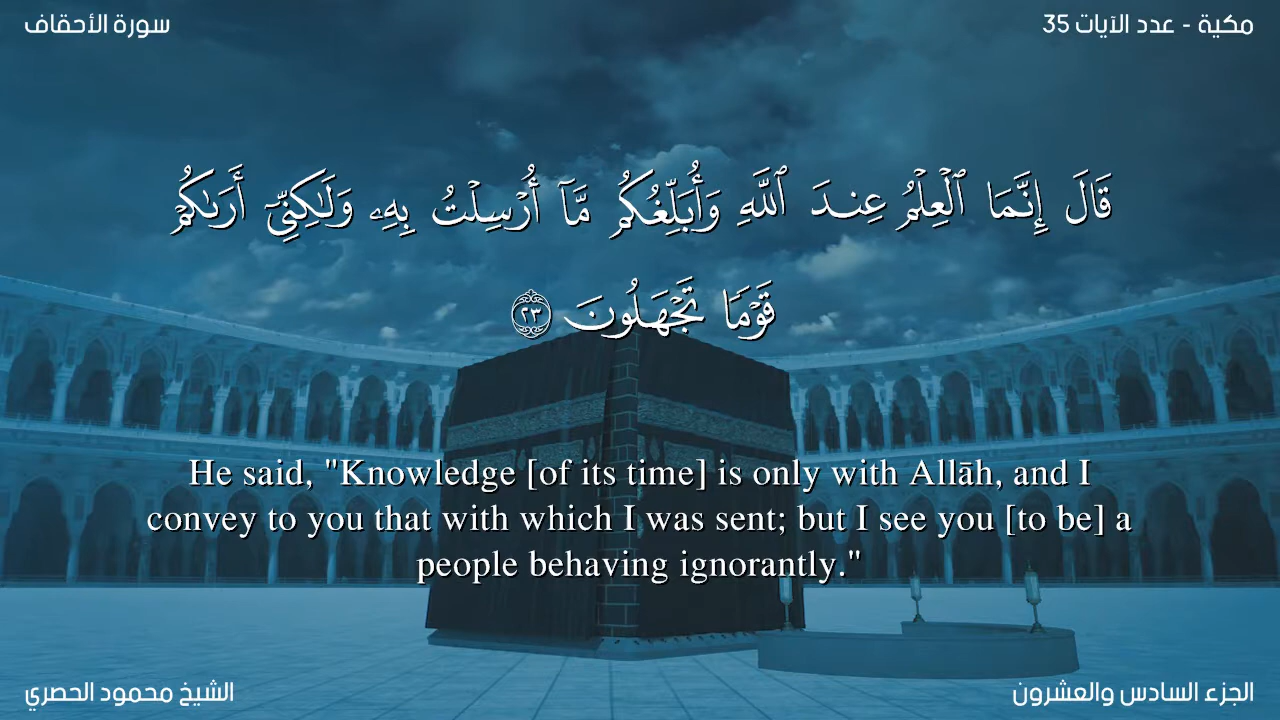 مكية - عدد الآيات 35
سورة الأحقاف
قَالَ إِنَّمَا ٱلْعِلْمُ عِندَ ٱللَّهِ وَأُبَلِّغُكُم مَّآ أُرْسِلْتُ بِهِۦ وَلَـٰكِنِّىٓ أَرَىٰكُمْ
قَوْمًا تَجْهَلُونَ ٢٣
He said, "Knowledge [of its time] is only with Allāh, and I
convey to you that with which I was sent; but I see you [to be] a
people behaving ignorantly."
الجزء السادس والعشرون
الشيخ محمود الحصري